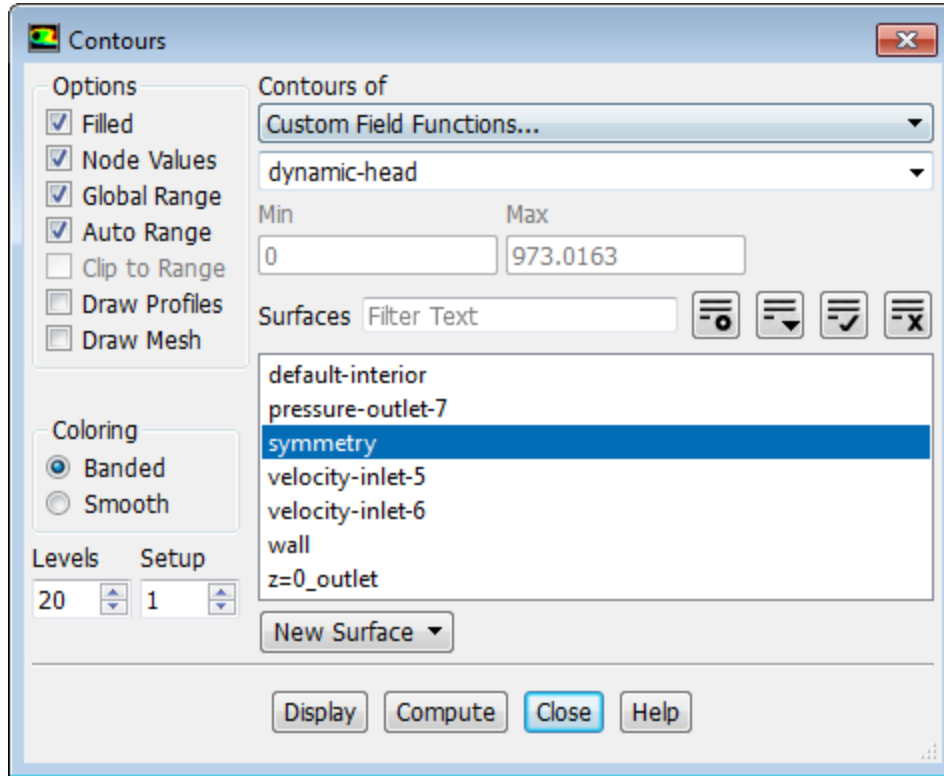 Contours
Options
Filled
Node Values
Global Range
Auto Range
Clip to Range
Draw Profiles
Draw Mesh
Coloring
Banded
Smooth
Levels Setup
20 1
Contours of
Custom Field Functions...
dynamic-head
Min Max
0 973.0163
Surfaces Filter Text
default-interior
pressure-outlet-7
symmetry
velocity-inlet-5
velocity-inlet-6
wall
z=0_outlet
New Surface
Display Compute Close Help